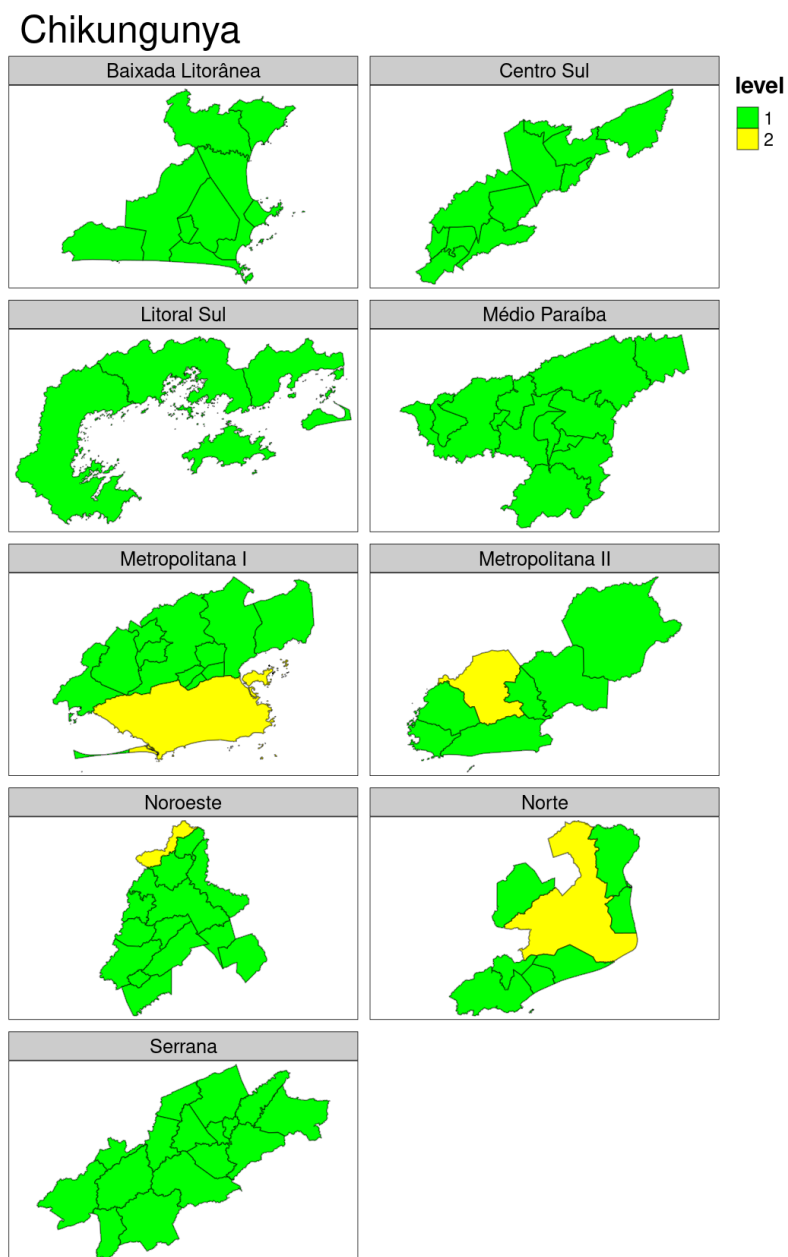 Chikungunya
Baixada Litorânea
Centro Sul
level
1
2
Litoral Sul
Médio Paraíba
Metropolitana I
Metropolitana II
Noroeste
Norte
Serrana